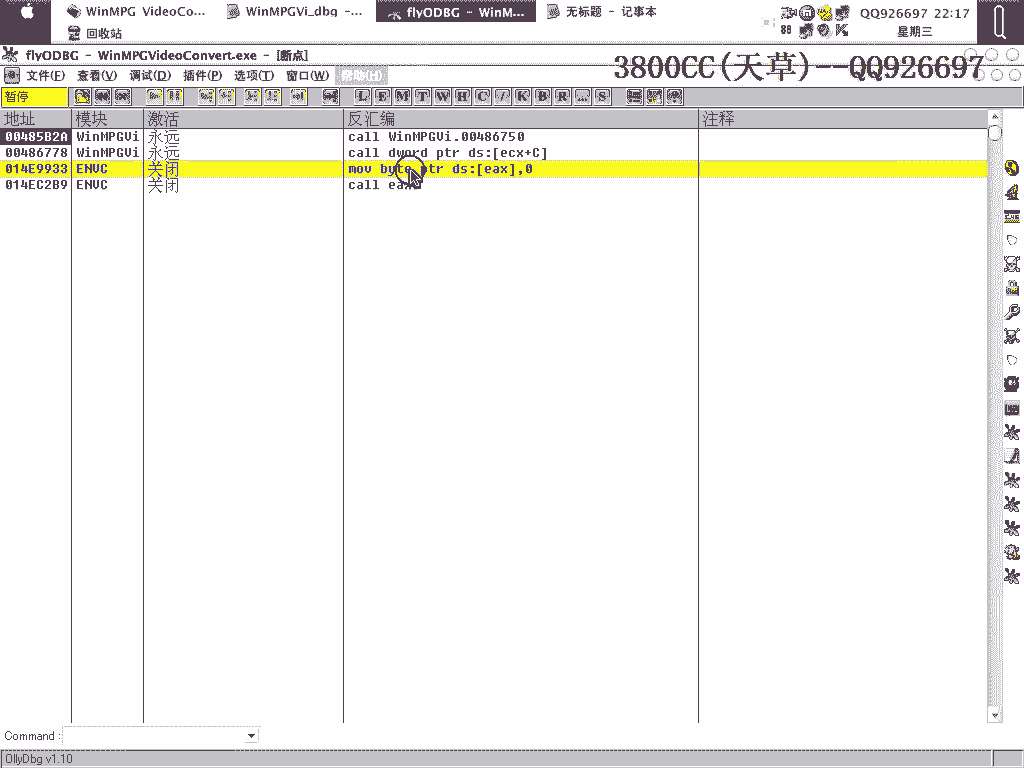 WinMPG VideoCo... WinMPGVi_dbg -... flyODBG - WinM... 无标题 - 记事本 QQ926697 22:17
回收站 88 星期三
flyODBG - WinMPGVideoConvert.exe - [断点]
文件(F) 查看(V) 调试(D) 插件(P) 选项(T) 窗口(W) 帮助(H) 3800CC(天草)--QQ926697
暂停 L E M T W H C / K B R ... S
地址 模块 激活 反汇编 注释
00485B2A WinMPGVi 永远 call WinMPGVi.00486750
00486778 WinMPGVi 永远 call dword ptr ds:[ecx+C]
014E9933 ENVC 关闭 mov byte ptr ds:[eax],0
014EC2B9 ENVC 关闭 call eax
Command :
OllyDbg v1.10